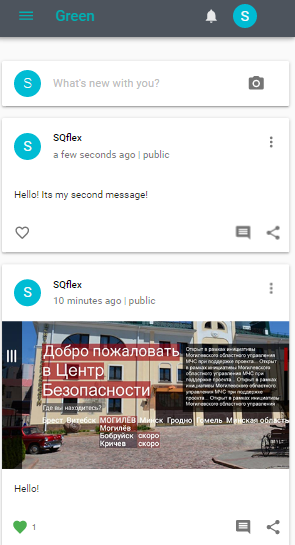 Green
S
S
What's new with you?
S
SQflex
a few seconds ago | public
Hello! Its my second message!
S
SQflex
10 minutes ago | public
Добро пожаловать
в Центр
Безопасности
Где вы находитесь?
Открыт в рамках инициативы
Могилевского областного управления
МЧС при поддержке проекта... Открыт
в рамках инициативы Могилевского
областного управления МЧС при
поддержке проекта... Открыт в рамках
инициативы Могилевского областного
управления МЧС при поддержке
проекта... Открыт в рамках инициативы
Могилевского областного управления ...
Брест Витебск МОГИЛЁВ Минск Гродно Гомель Минская область
Могилёв
Бобруйск скоро
Кричев скоро
Hello!
1